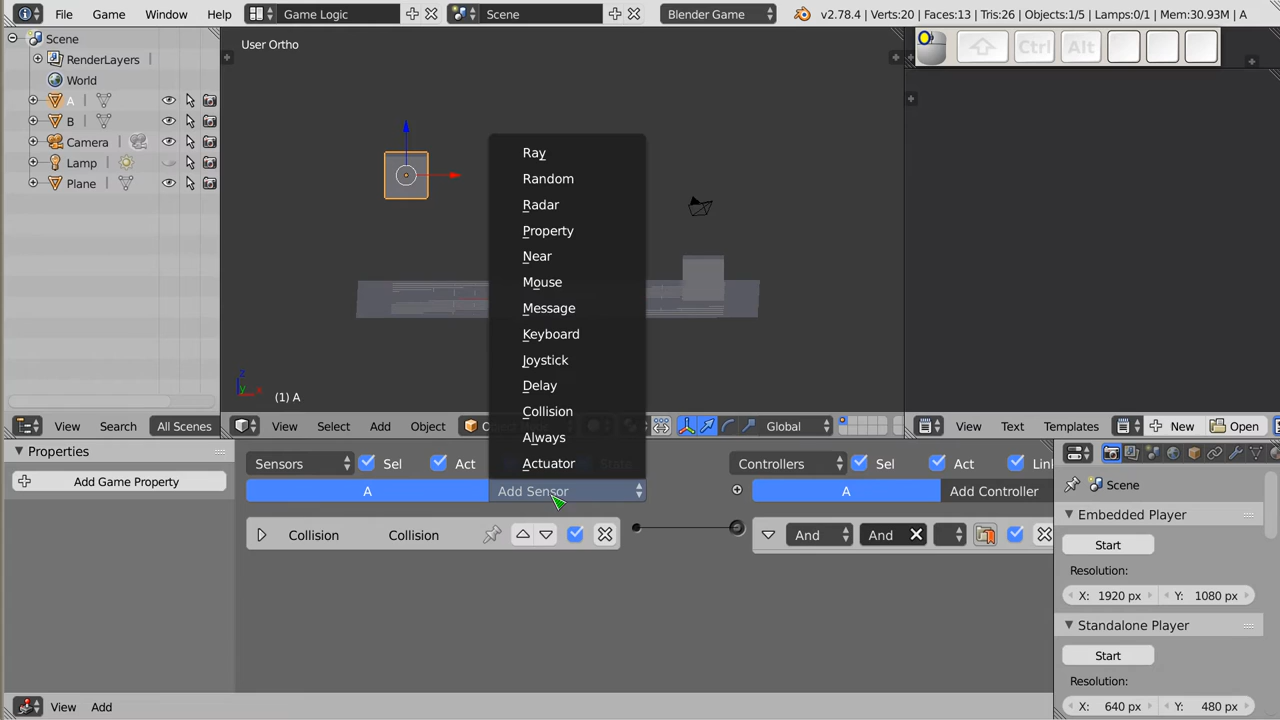 File Game Window Help Game Logic Scene Blender Game v2.78.4 | Verts:20 | Faces:13 | Tris:26 | Objects:1/5 | Lamps:0/1 | Mem:30.93M | A
Scene
RenderLayers
World
A
B
Camera
Lamp
Plane
View Search All Scenes
User Ortho
(1) A
View Select Add Object Global
Ray
Random
Radar
Property
Near
Mouse
Message
Keyboard
Joystick
Delay
Collision
Always
Actuator
Ctrl Alt
View Text Templates New Open
Properties
Add Game Property
Sensors Sel Act State
A Add Sensor
Collision Collision
Controllers Sel Act Lin
A Add Controller
And And
View Add
Scene
Embedded Player
Start
Resolution:
X: 1920 px Y: 1080 px
Standalone Player
Start
Resolution:
X: 640 px Y: 480 px